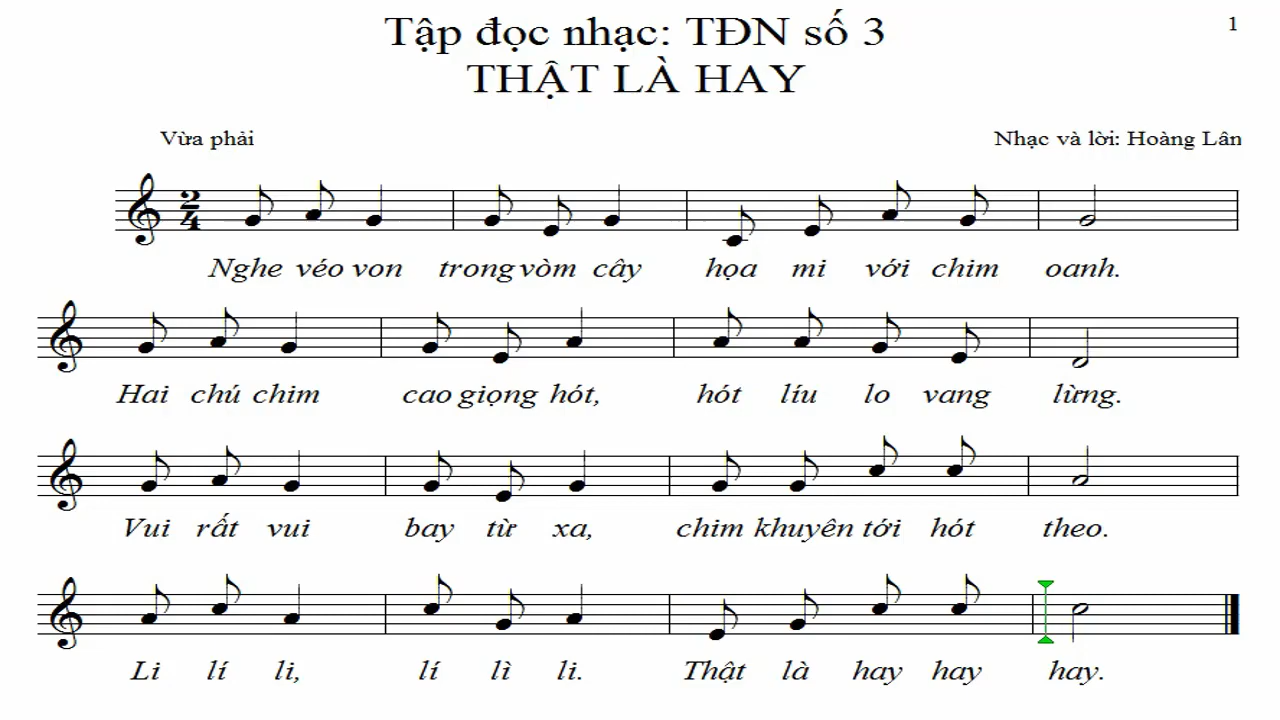 Tập đọc nhạc: TĐN số 3
1
THẬT LÀ HAY
Vừa phải
Nhạc và lời: Hoàng Lân
2
4
Nghe véo von trong vòm cây họa mi với chim oanh.
Hai chú chim cao giọng hót, hót líu lo vang lừng.
Vui rất vui bay từ xa, chim khuyên tới hót theo.
Li lí li, lí lì li. Thật là hay hay hay.